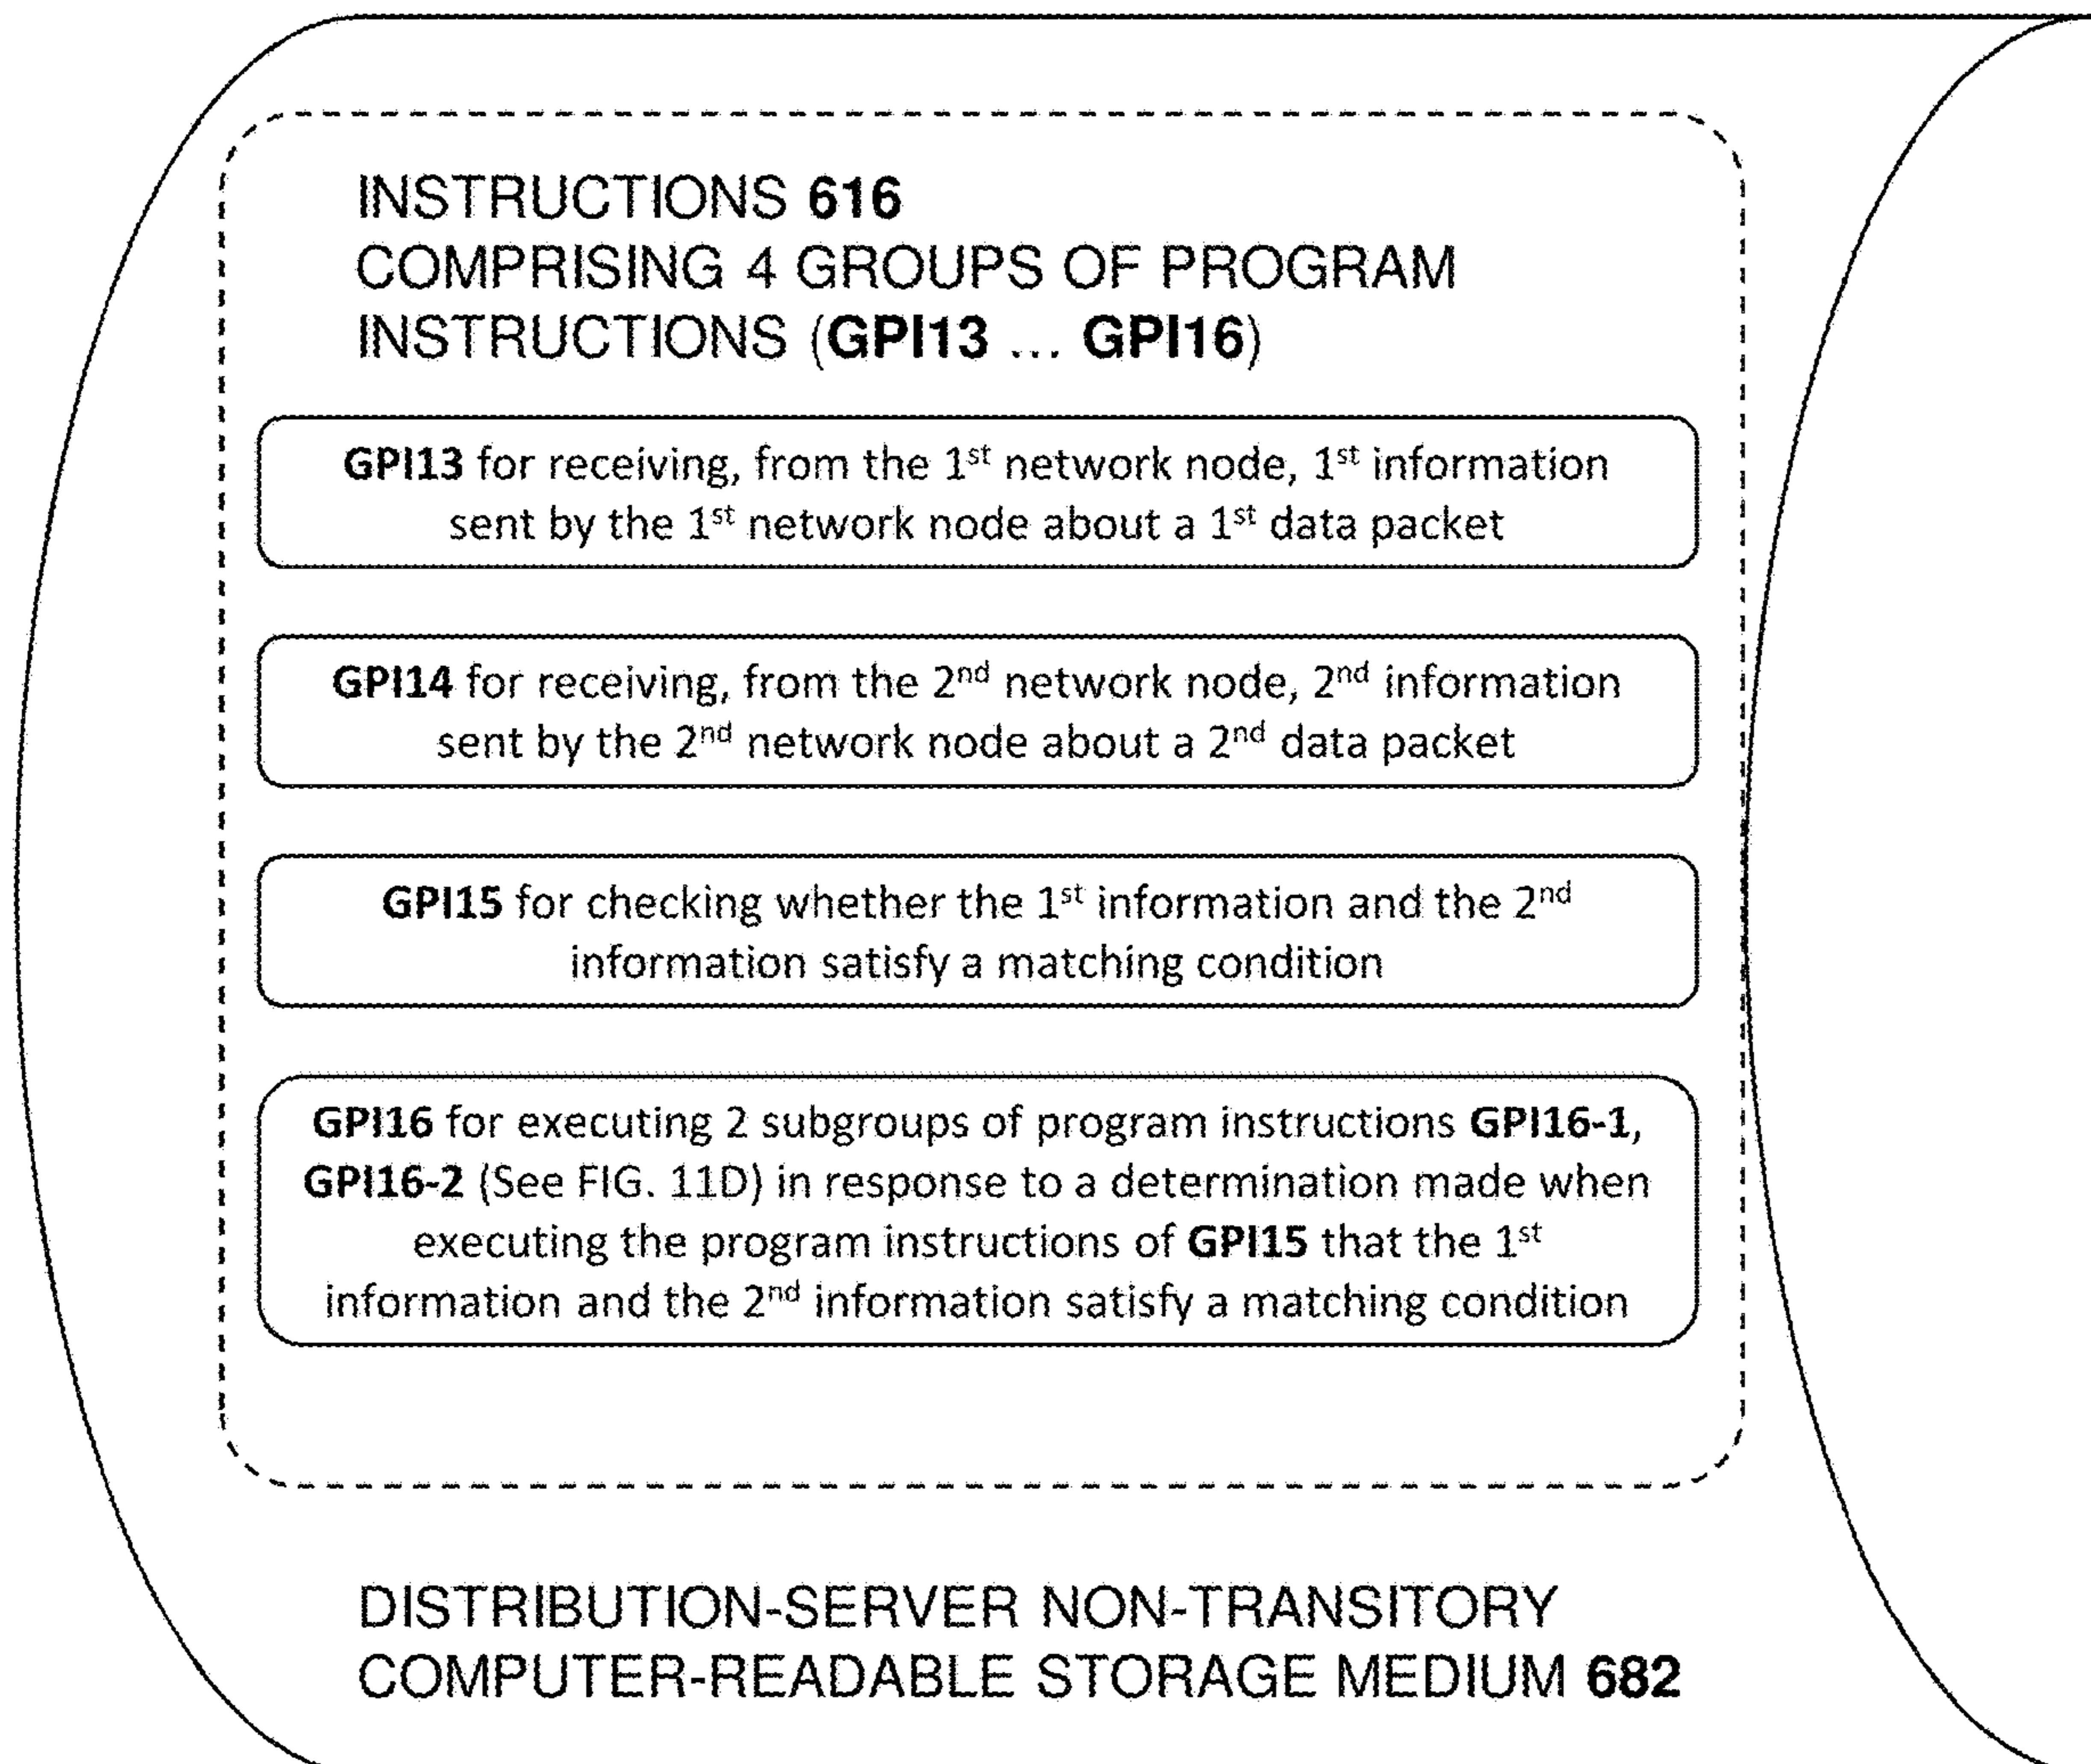 INSTRUCTIONS 616
COMPRISING 4 GROUPS OF PROGRAM
INSTRUCTIONS (GPI13 ... GPI16)
GPI13 for receiving, from the 1st network node, 1st information
sent by the 1st network node about a 1st data packet
GPI14 for receiving, from the 2nd network node, 2nd information
sent by the 2nd network node about a 2nd data packet
GPI15 for checking whether the 1st information and the 2nd
information satisfy a matching condition
GPI16 for executing 2 subgroups of program instructions GPI16-1,
GPI16-2 (See FIG. 11D) in response to a determination made when
executing the program instructions of GPI15 that the 1st
information and the 2nd information satisfy a matching condition
DISTRIBUTION-SERVER NON-TRANSITORY
COMPUTER-READABLE STORAGE MEDIUM 682